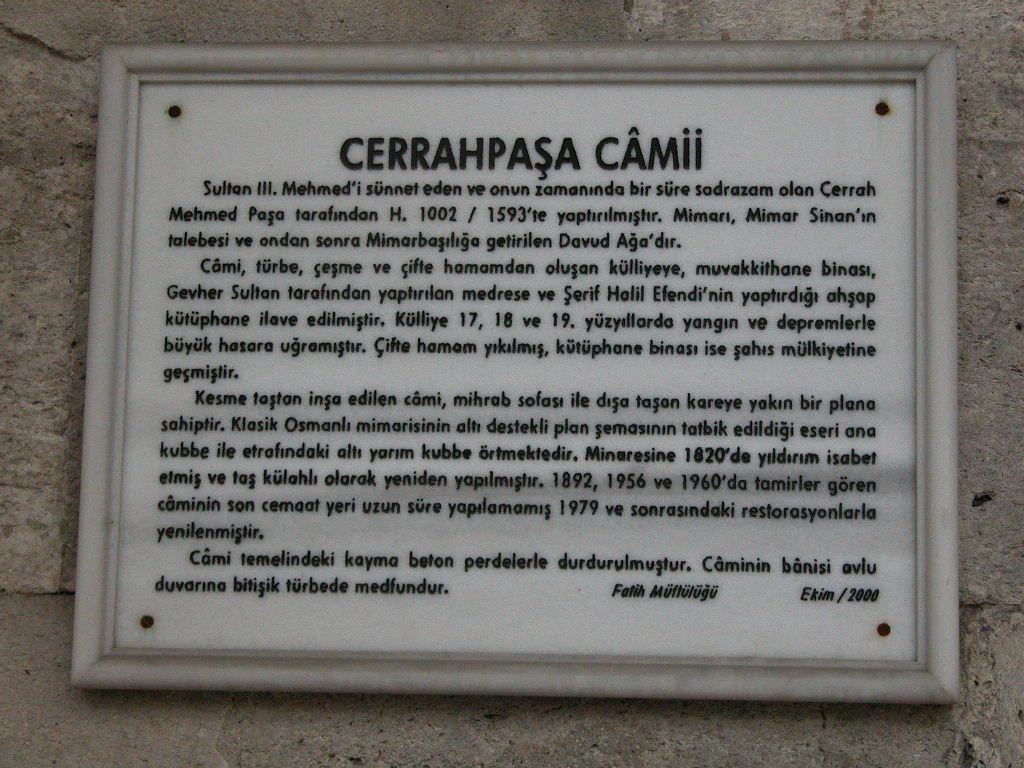 CERRAHPAŞA CÂMİİ
Sultan III. Mehmed'i sünnet eden ve onun zamanında bir süre sadrazam olan Cerrah
Mehmed Paşa tarafından H. 1002 / 1593'te yaptırılmıştır. Mimarı, Mimar Sinan'ın
talebesi ve ondan sonra Mimarbaşılığa getirilen Davud Ağa'dır.
Câmi, türbe, çeşme ve çifte hamamdan oluşan külliyeye, muvakkithane binası,
Gevher Sultan tarafından yaptırılan medrese ve Şerif Halil Efendi'nin yaptırdığı ahşap
kütüphane ilave edilmiştir. Külliye 17, 18 ve 19. yüzyıllarda yangın ve depremlerle
büyük hasara uğramıştır. Çifte hamam yıkılmış, kütüphane binası ise şahıs mülkiyetine
geçmiştir.
Kesme taştan inşa edilen câmi, mihrab sofası ile dışa taşan kareye yakın bir plana
sahiptir. Klasik Osmanlı mimarisinin altı destekli plan şemasının tatbik edildiği eseri ana
kubbe ile etrafındaki altı yarım kubbe örtmektedir. Minaresine 1820'de yıldırım isabet
etmiş ve taş külahlı olarak yeniden yapılmıştır. 1892, 1956 ve 1960'da tamirler gören
câminin son cemaat yeri uzun süre yapılamamış 1979 ve sonrasındaki restorasyonlarla
yenilenmiştir.
Câmi temelindeki kayma beton perdelerle durdurulmuştur. Câminin bânisi avlu
duvarına bitişik türbede medfundur. Fatih Müftülüğü Ekim / 2000